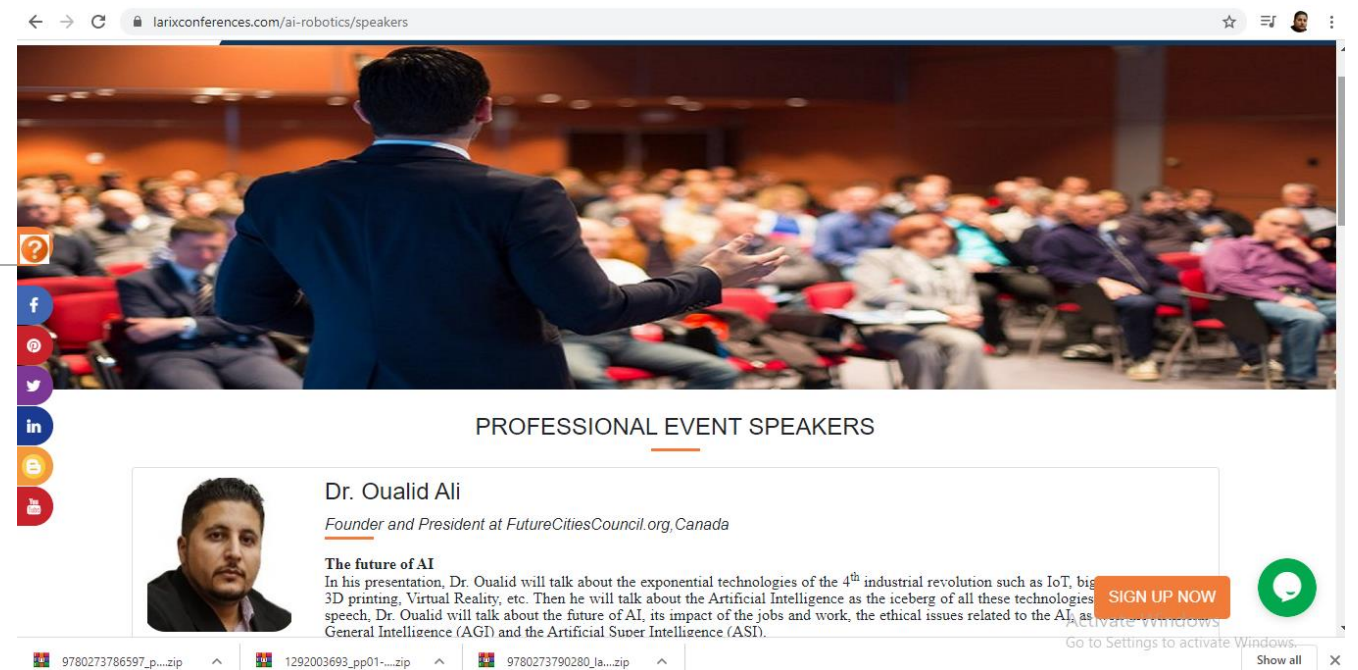 larixconferences.com/ai-robotics/speakers
?
f
in
You
Tube
PROFESSIONAL EVENT SPEAKERS
Dr. Oualid Ali
Founder and President at FutureCitiesCouncil.org,Canada
The future of AI
In his presentation, Dr. Oualid will talk about the exponential technologies of the 4th industrial revolution such as IoT, big
3D printing, Virtual Reality, etc. Then he will talk about the Artificial Intelligence as the iceberg of all these technologies
speech, Dr. Oualid will talk about the future of AI, its impact of the jobs and work, the ethical issues related to the AI, as
General Intelligence (AGI) and the Artificial Super Intelligence (ASI).
SIGN UP NOW
Activate Windows
Go to Settings to activate Windows.
9780273786597_p....zip
1292003693_pp01-....zip
9780273790280_la....zip
Show all